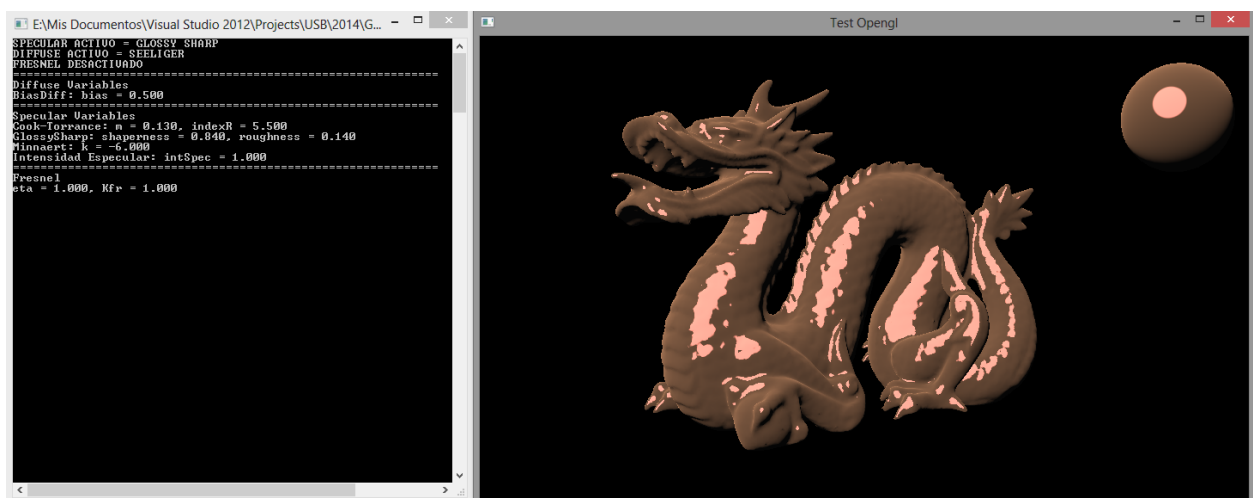 E:\Mis Documentos\Visual Studio 2012\Projects\USB\2014\G...
SPECULAR ACTIVO = GLOSSY SHARP
DIFFUSE ACTIVO = SEELIGER
FRESNEL DESACTIVADO
================================================================
Diffuse Variables
BiasDiff: bias = 0.500
================================================================
Specular Variables
Cook-Torrance: m = 0.130, indexR = 5.500
GlossySharp: shaperness = 0.840, roughness = 0.140
Minnaert: k = -6.000
Intensidad Especular: intSpec = 1.000
================================================================
Fresnel
eta = 1.000, Kfr = 1.000
Test Opengl